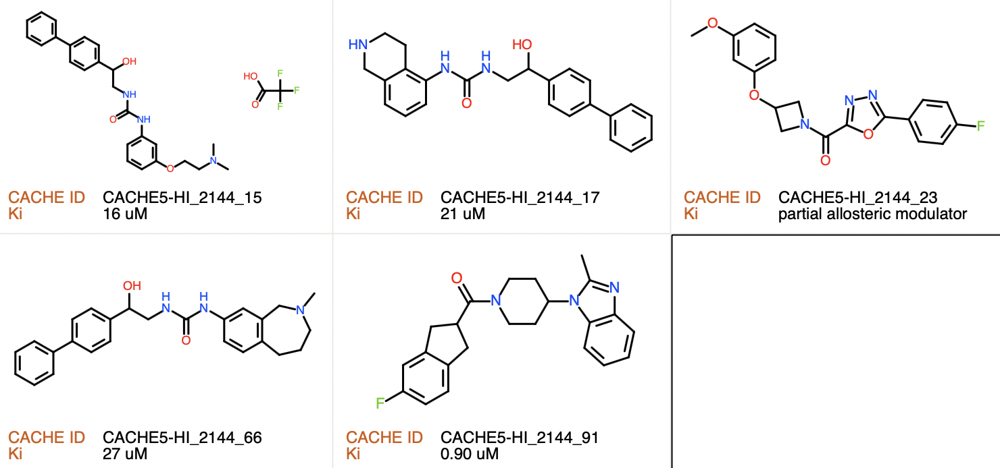 OH
NH
O
NH
O
N
HO
O
F
F
F
CACHE ID CACHE5-HI_2144_15
Ki 16 uM
HN
H
N
H
N
O
HO
CACHE ID CACHE5-HI_2144_17
Ki 21 uM
O
O
N
O
N
N
O
F
CACHE ID CACHE5-HI_2144_23
Ki partial allosteric modulator
OH
H
N
H
N
O
N
CACHE ID CACHE5-HI_2144_66
Ki 27 uM
O
N
N
N
F
CACHE ID CACHE5-HI_2144_91
Ki 0.90 uM